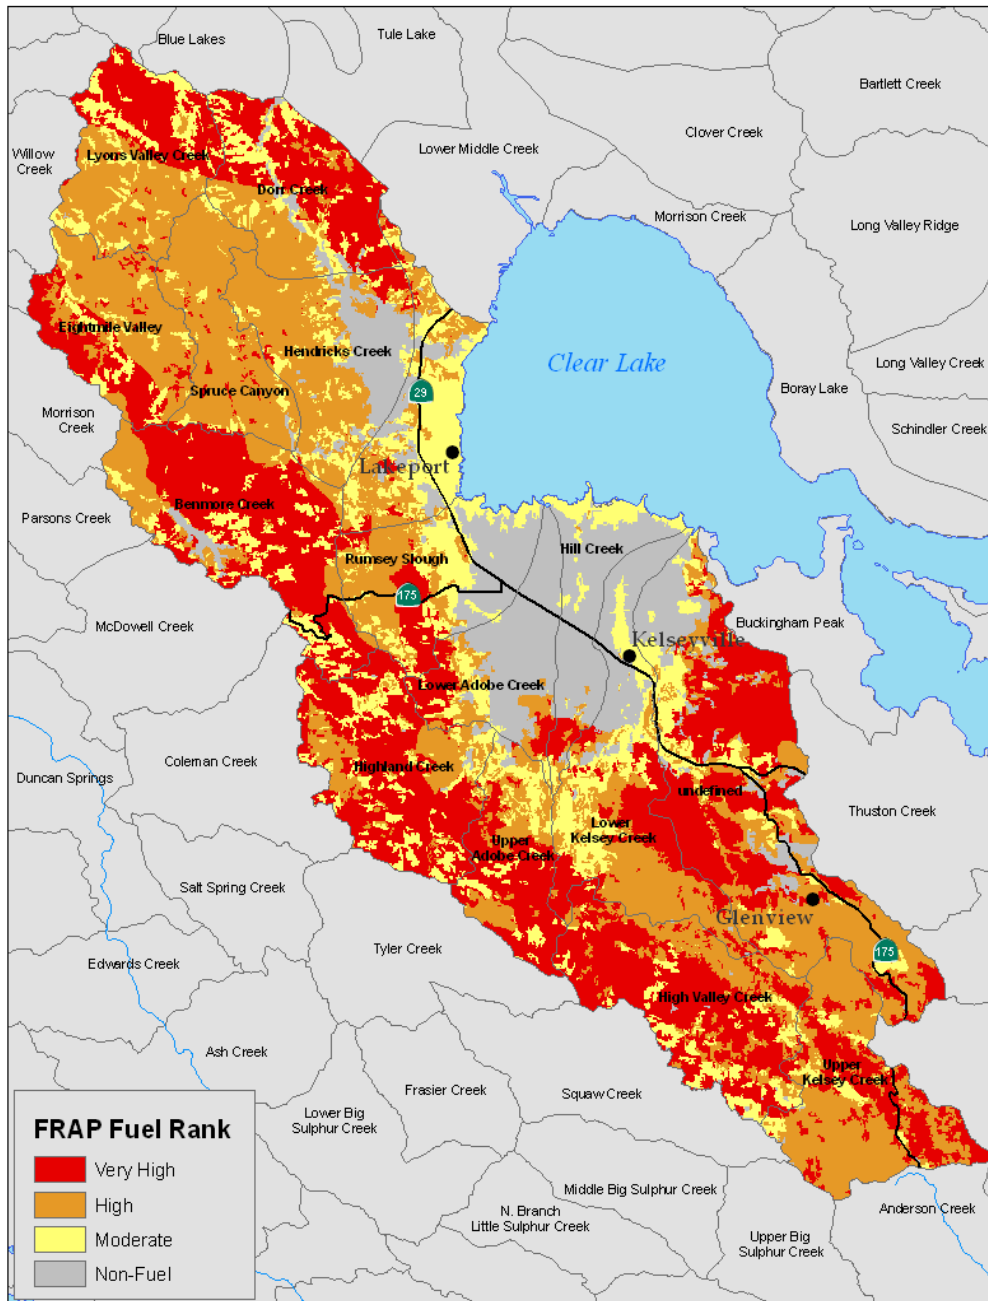 Blue Lakes
Tule Lake
Bartlett Creek
Clover Creek
Willow
Creek
Lyons Valley Creek
Lower Middle Creek
Dorr Creek
Morrison Creek
Long Valley Ridge
Eightmile Valley
Hendricks Creek
Clear Lake
Long Valley Creek
Spruce Canyon
29
Boray Lake
Morrison
Creek
Schindler Creek
Lakeport
Benmore Creek
Parsons Creek
Rumsey Slough
Hill Creek
175
McDowell Creek
Buckingham Peak
Kelseyville
Lower Adobe Creek
Coleman Creek
Highland Creek
Duncan Springs
undefined
Thuston Creek
Lower
Kelsey Creek
Upper
Adobe Creek
Salt Spring Creek
Glenview
Tyler Creek
175
Edwards Creek
High Valley Creek
Ash Creek
Upper
Kelsey Creek
Frasier Creek
Squaw Creek
Lower Big
Sulphur Creek
FRAP Fuel Rank
Very High
High
Moderate
Non-Fuel
Middle Big Sulphur Creek
N. Branch
Little Sulphur Creek
Anderson Creek
Upper Big
Sulphur Creek